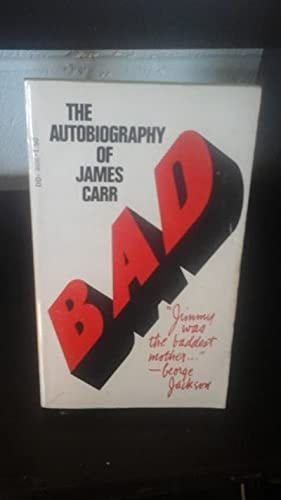 THE
AUTOBIOGRAPHY
OF
JAMES
CARR
BAD
"Jimmy
was
the baddest
mother..."
—George
Jackson